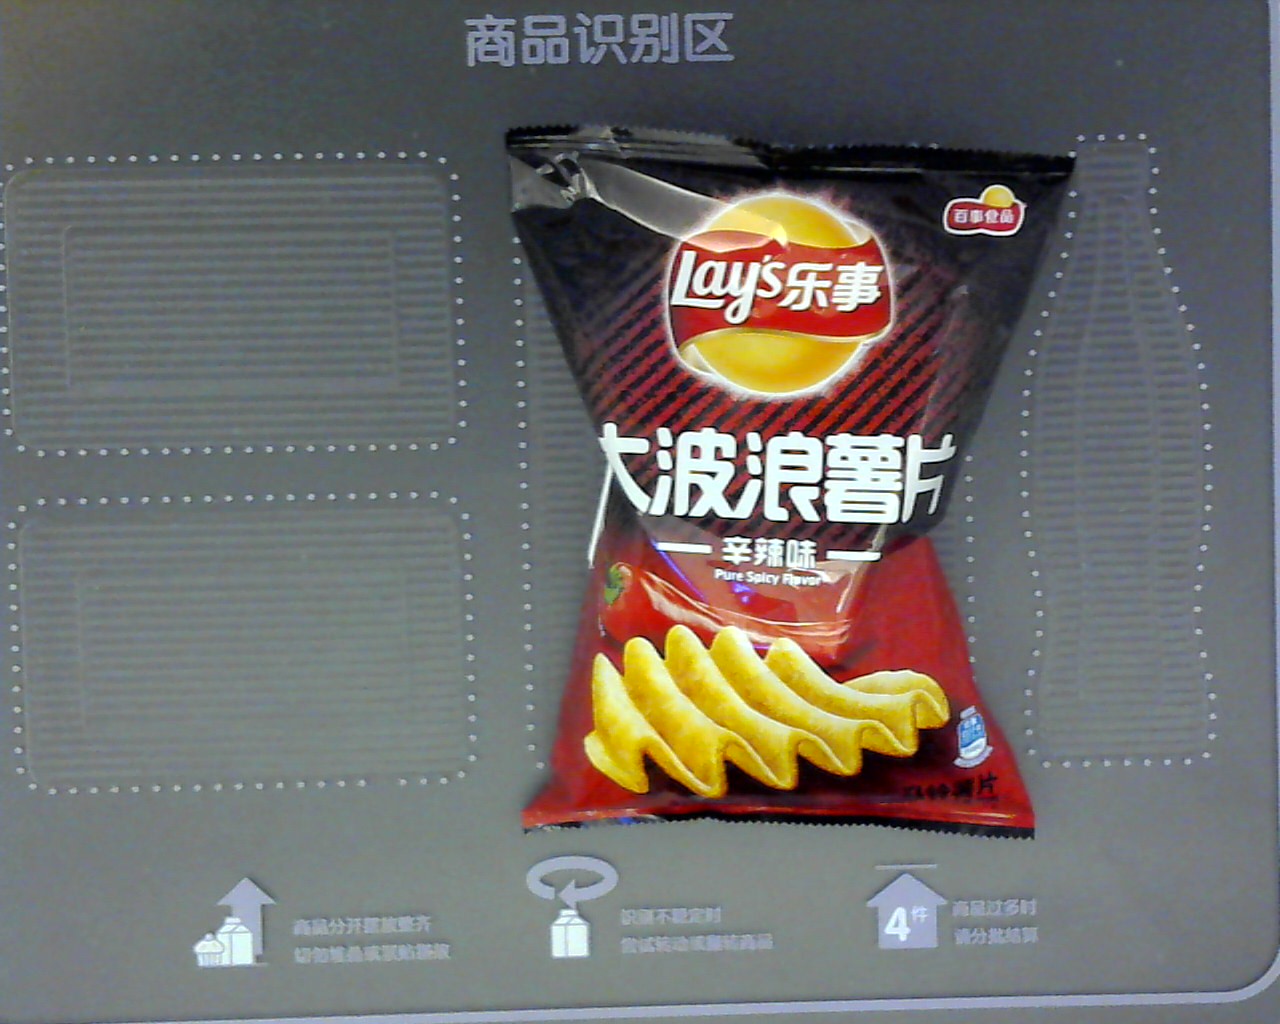 商品识别区
百事食品
Lay's乐事
大波浪薯片
辛辣味
Pure Spicy Flavor
薯片
商品分开摆放整齐
识别不稳定时
尝试转动或翻转商品
4件
商品过多时
请分批结算